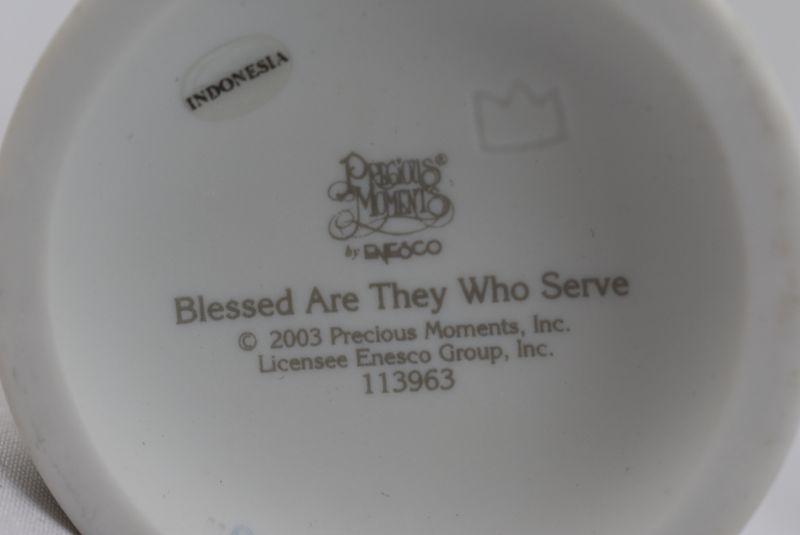 INDONESIA
PRECIOUS®
MOMENTS
by ENESCO
Blessed Are They Who Serve
© 2003 Precious Moments, Inc.
Licensee Enesco Group, Inc.
113963